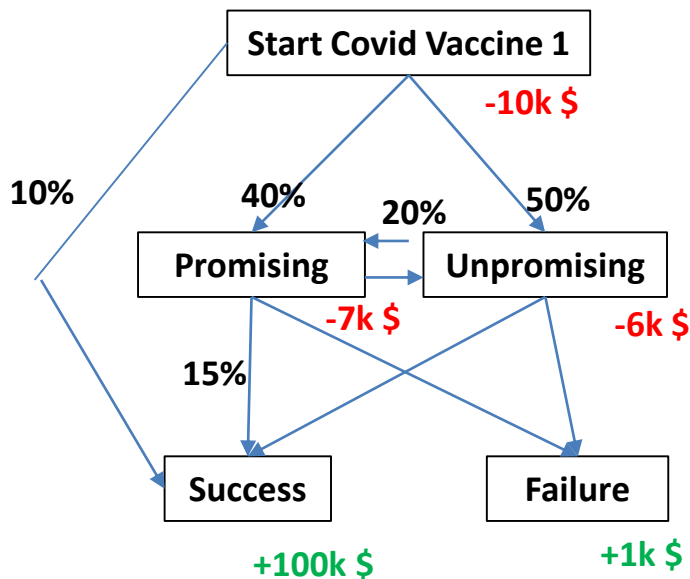 Start Covid Vaccine 1
-10k $
10%
40%
20%
50%
Promising
Unpromising
-7k $
-6k $
15%
Success
Failure
+100k $
+1k $